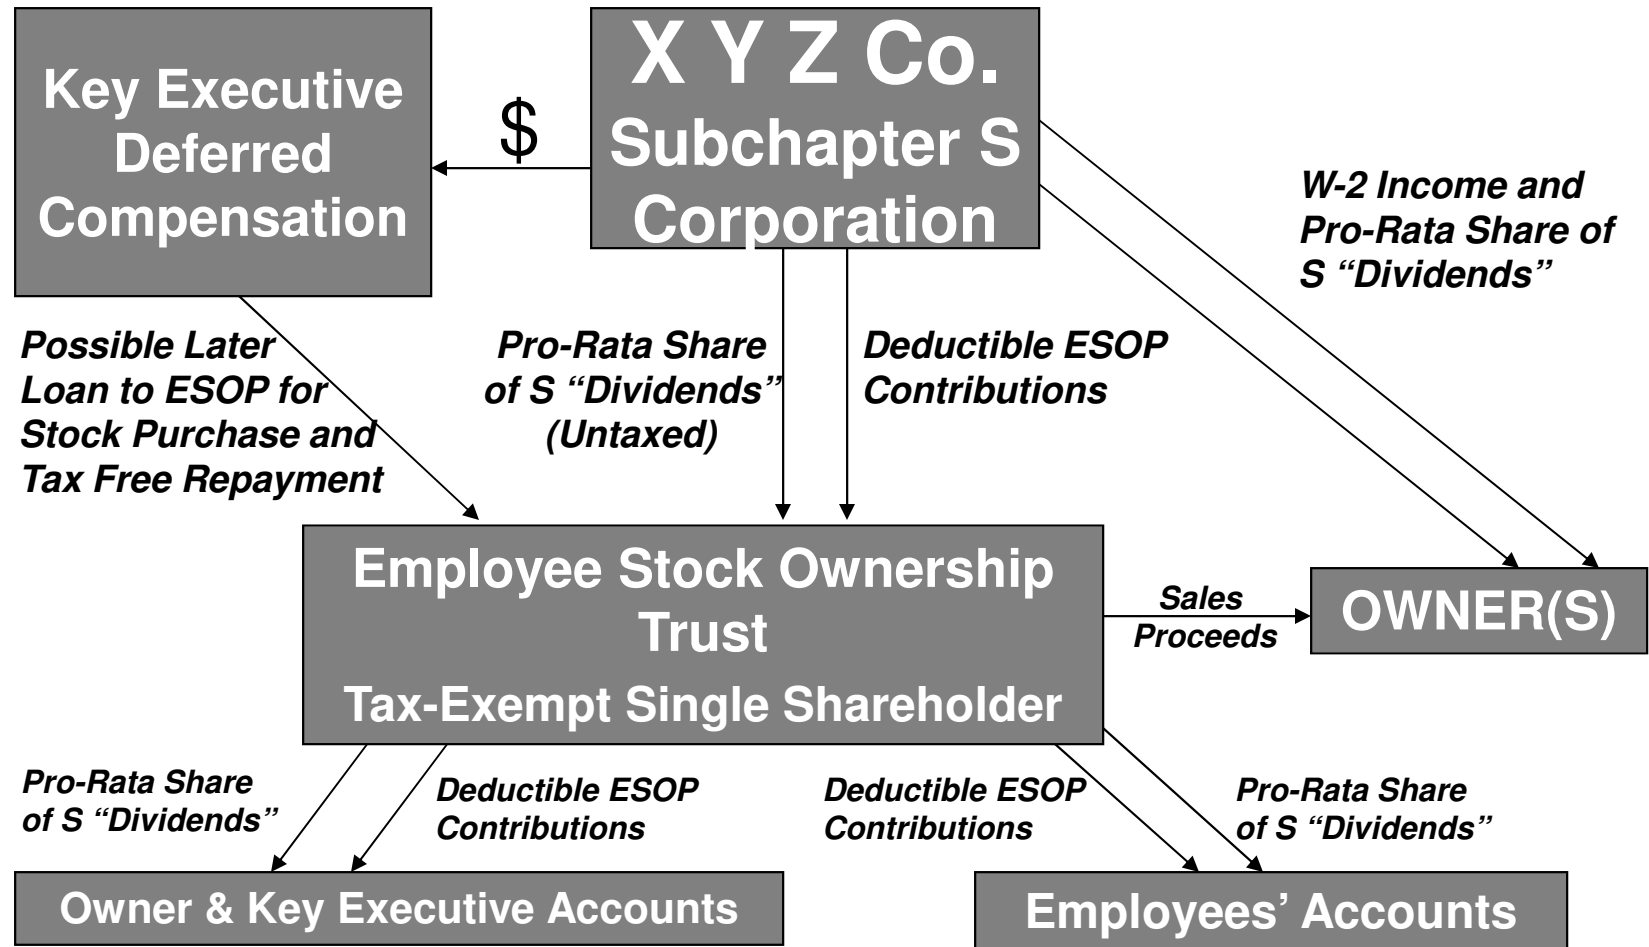 Key Executive
Deferred
Compensation
$
X Y Z Co.
Subchapter S
Corporation
W-2 Income and
Pro-Rata Share of
S “Dividends”
Possible Later
Loan to ESOP for
Stock Purchase and
Tax Free Repayment
Pro-Rata Share
of S “Dividends”
(Untaxed)
Deductible ESOP
Contributions
Employee Stock Ownership
Trust
Tax-Exempt Single Shareholder
Sales
Proceeds
OWNER(S)
Pro-Rata Share
of S “Dividends”
Deductible ESOP
Contributions
Deductible ESOP
Contributions
Pro-Rata Share
of S “Dividends”
Owner & Key Executive Accounts
Employees’ Accounts